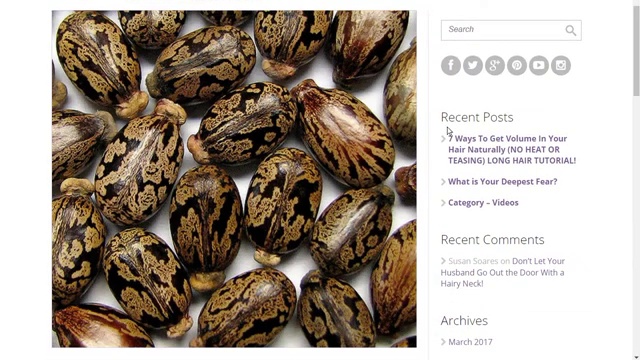 Search
Recent Posts
7 Ways To Get Volume In Your
Hair Naturally (NO HEAT OR
TEASING) LONG HAIR TUTORIAL!
What is Your Deepest Fear?
Category – Videos
Recent Comments
Susan Soares on Don't Let Your
Husband Go Out the Door With a
Hairy Neck!
Archives
March 2017